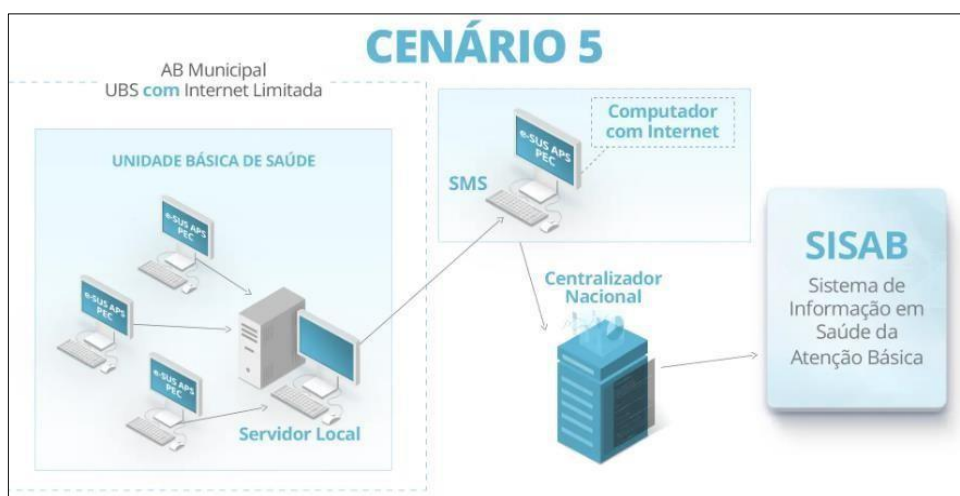 CENÁRIO 5
AB Municipal
UBS com Internet Limitada
UNIDADE BÁSICA DE SAÚDE
e-SUS APS
PEC
e-SUS APS
PEC
e-SUS APS
PEC
Servidor Local
SMS
e-SUS APS
PEC
Computador
com Internet
Centralizador
Nacional
SISAB
Sistema de
Informação em
Saúde da
Atenção Básica